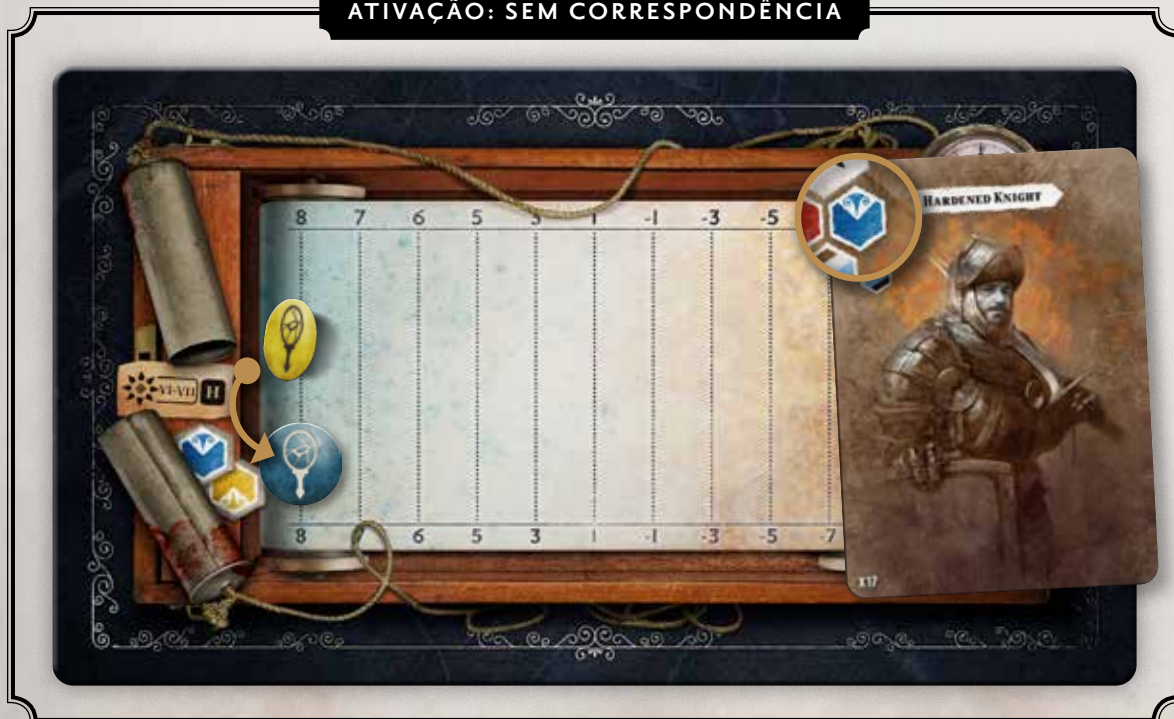 ATIVAÇÃO: SEM CORRESPONDÊNCIA
8 7 6 5 3 1 -1 -3 -5
HARDENED KNIGHT
VI-VII H
8 6 5 3 1 -1 -3 -5 -7
X17